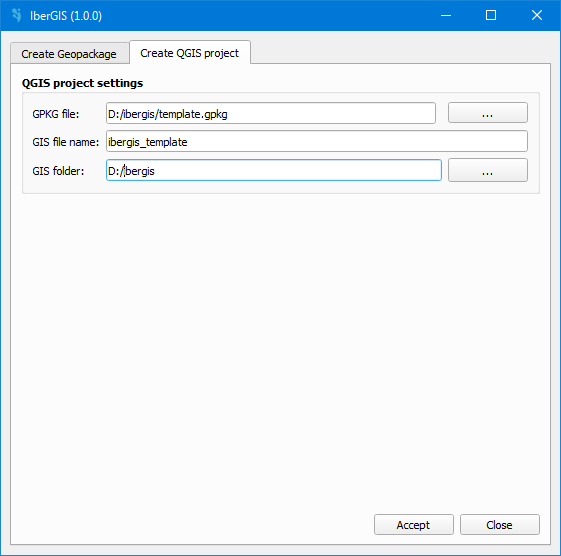 IberGIS (1.0.0)
Create Geopackage
Create QGIS project
QGIS project settings
GPKG file:
D:/ibergis/template.gpkg
...
GIS file name:
ibergis_template
GIS folder:
D:/ibergis
...
Accept
Close